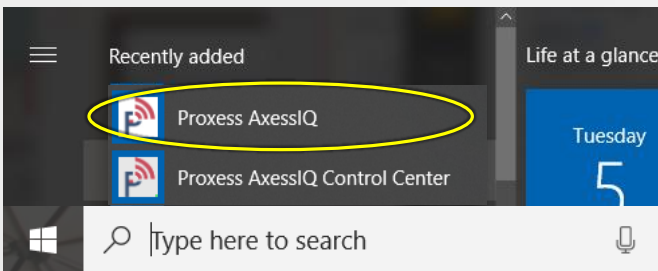 Recently added
Life at a glance
Proxess AxessIQ
Tuesday
Proxess AxessIQ Control Center
5
Type here to search